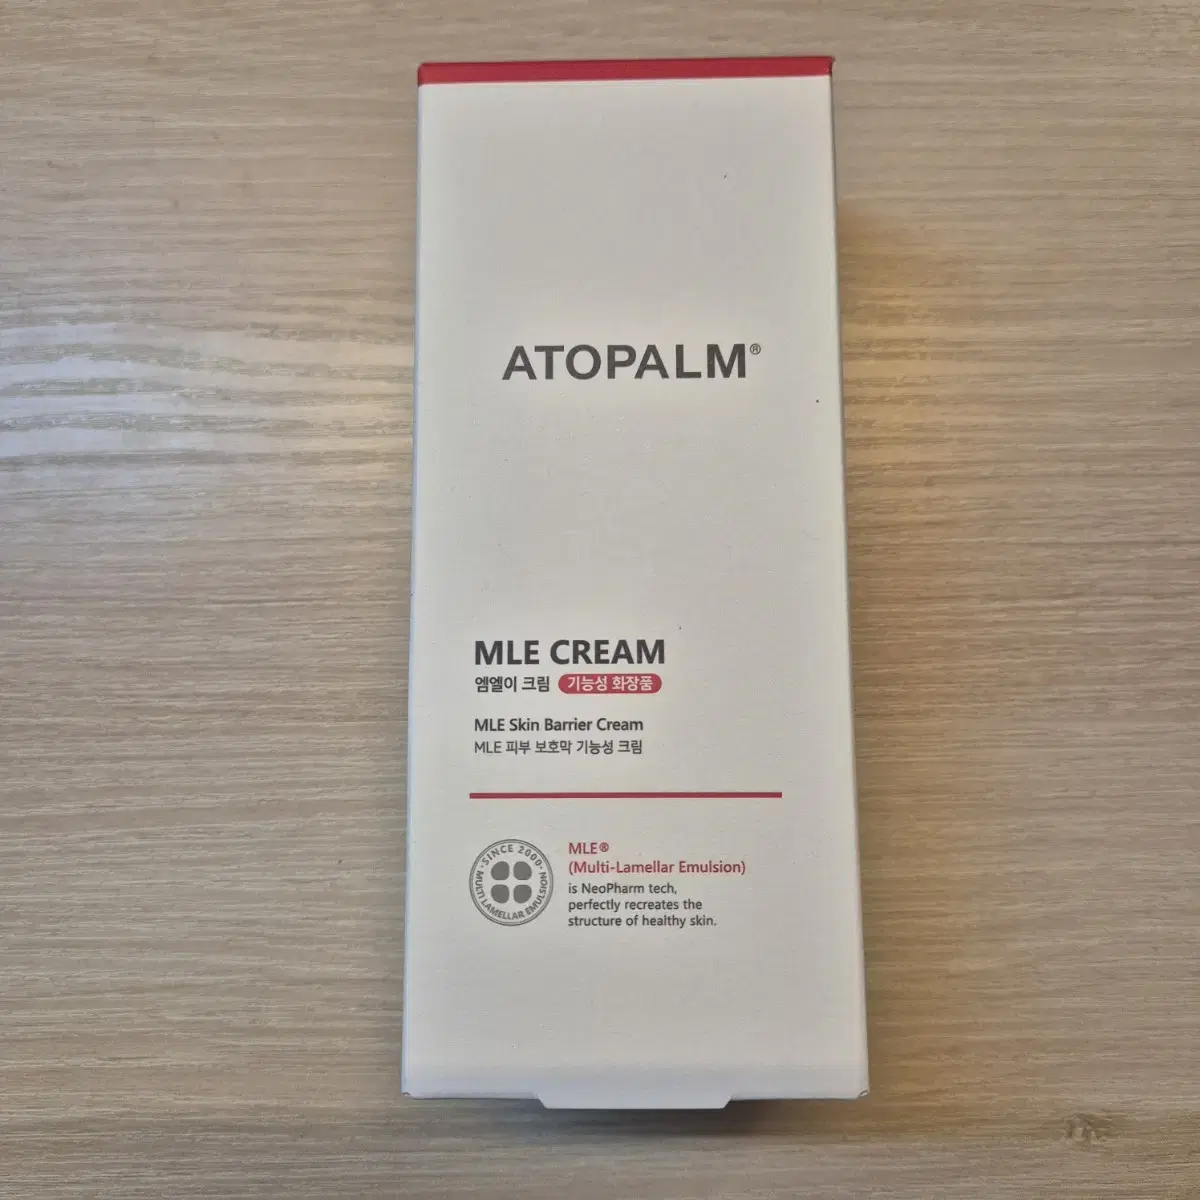 ATOPALM®
MLE CREAM
엠엘이 크림 기능성 화장품
MLE Skin Barrier Cream
MLE 피부 보호막 기능성 크림
·SINCE 2000·
MULTI LAMELLAR EMULSION
MLE®
(Multi-Lamellar Emulsion)
is NeoPharm tech,
perfectly recreates the
structure of healthy skin.